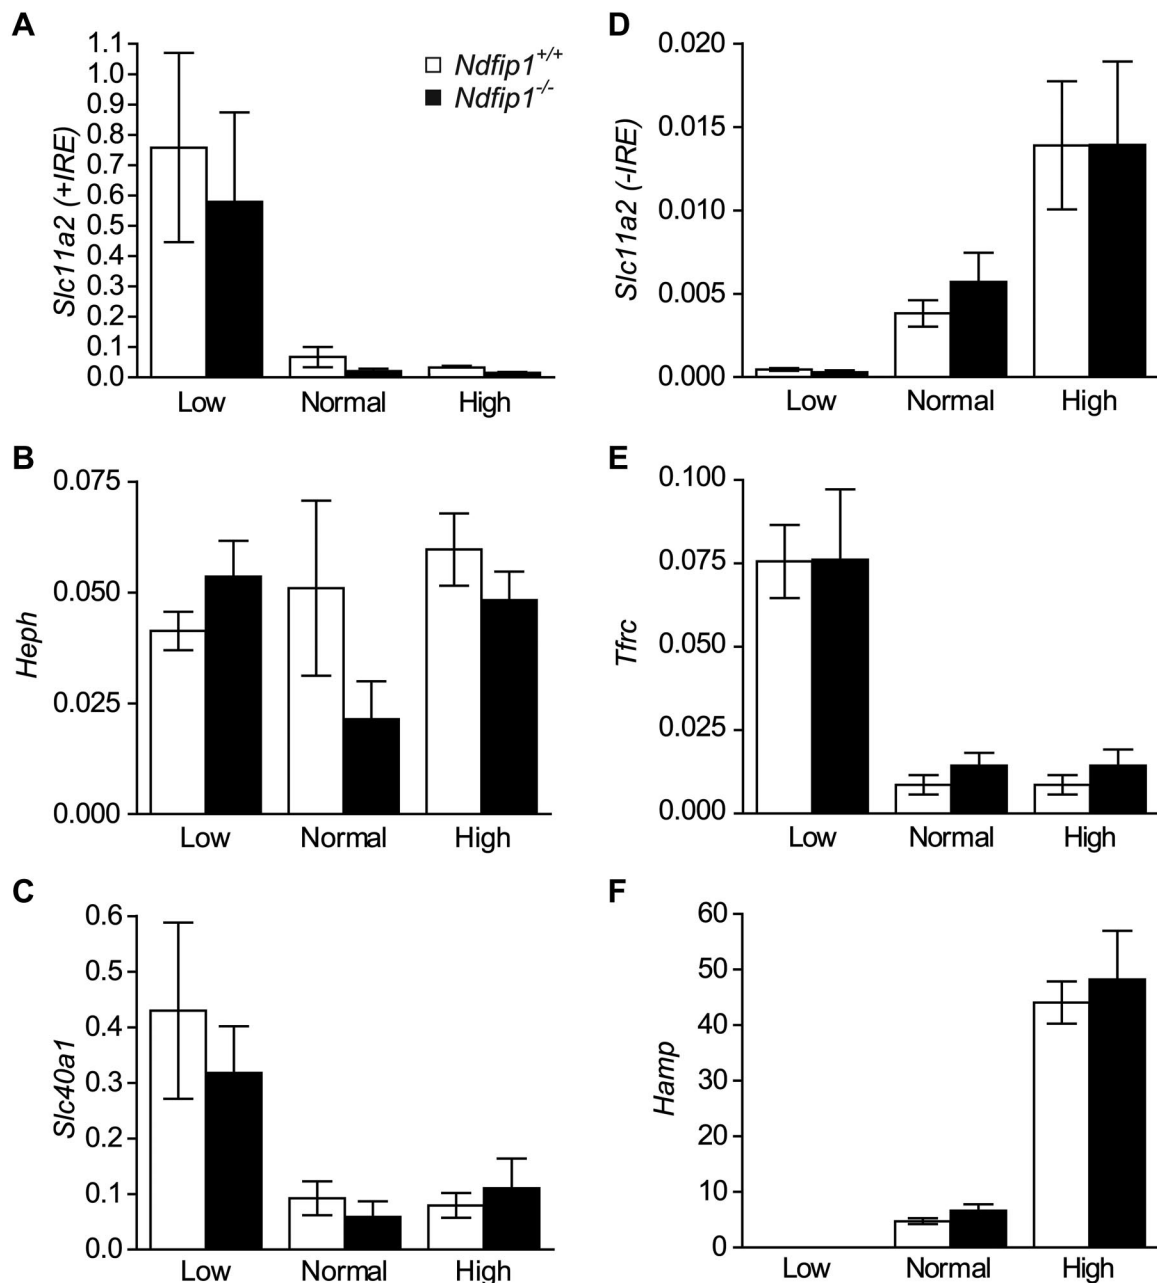 A
1.1
1.0
0.9
0.8
0.7
0.6
0.5
0.4
0.3
0.2
0.1
0.0
Slc11a2 (+IRE)
Ndfip1+/+
Ndfip1-/-
Low Normal High
D
0.020
0.015
0.010
0.005
0.000
Slc11a2 (-IRE)
Low Normal High
B
0.075
0.050
0.025
0.000
Heph
Low Normal High
E
0.100
0.075
0.050
0.025
0.000
Tfrc
Low Normal High
C
0.6
0.5
0.4
0.3
0.2
0.1
0.0
Slc40a1
Low Normal High
F
60
50
40
30
20
10
0
Hamp
Low Normal High